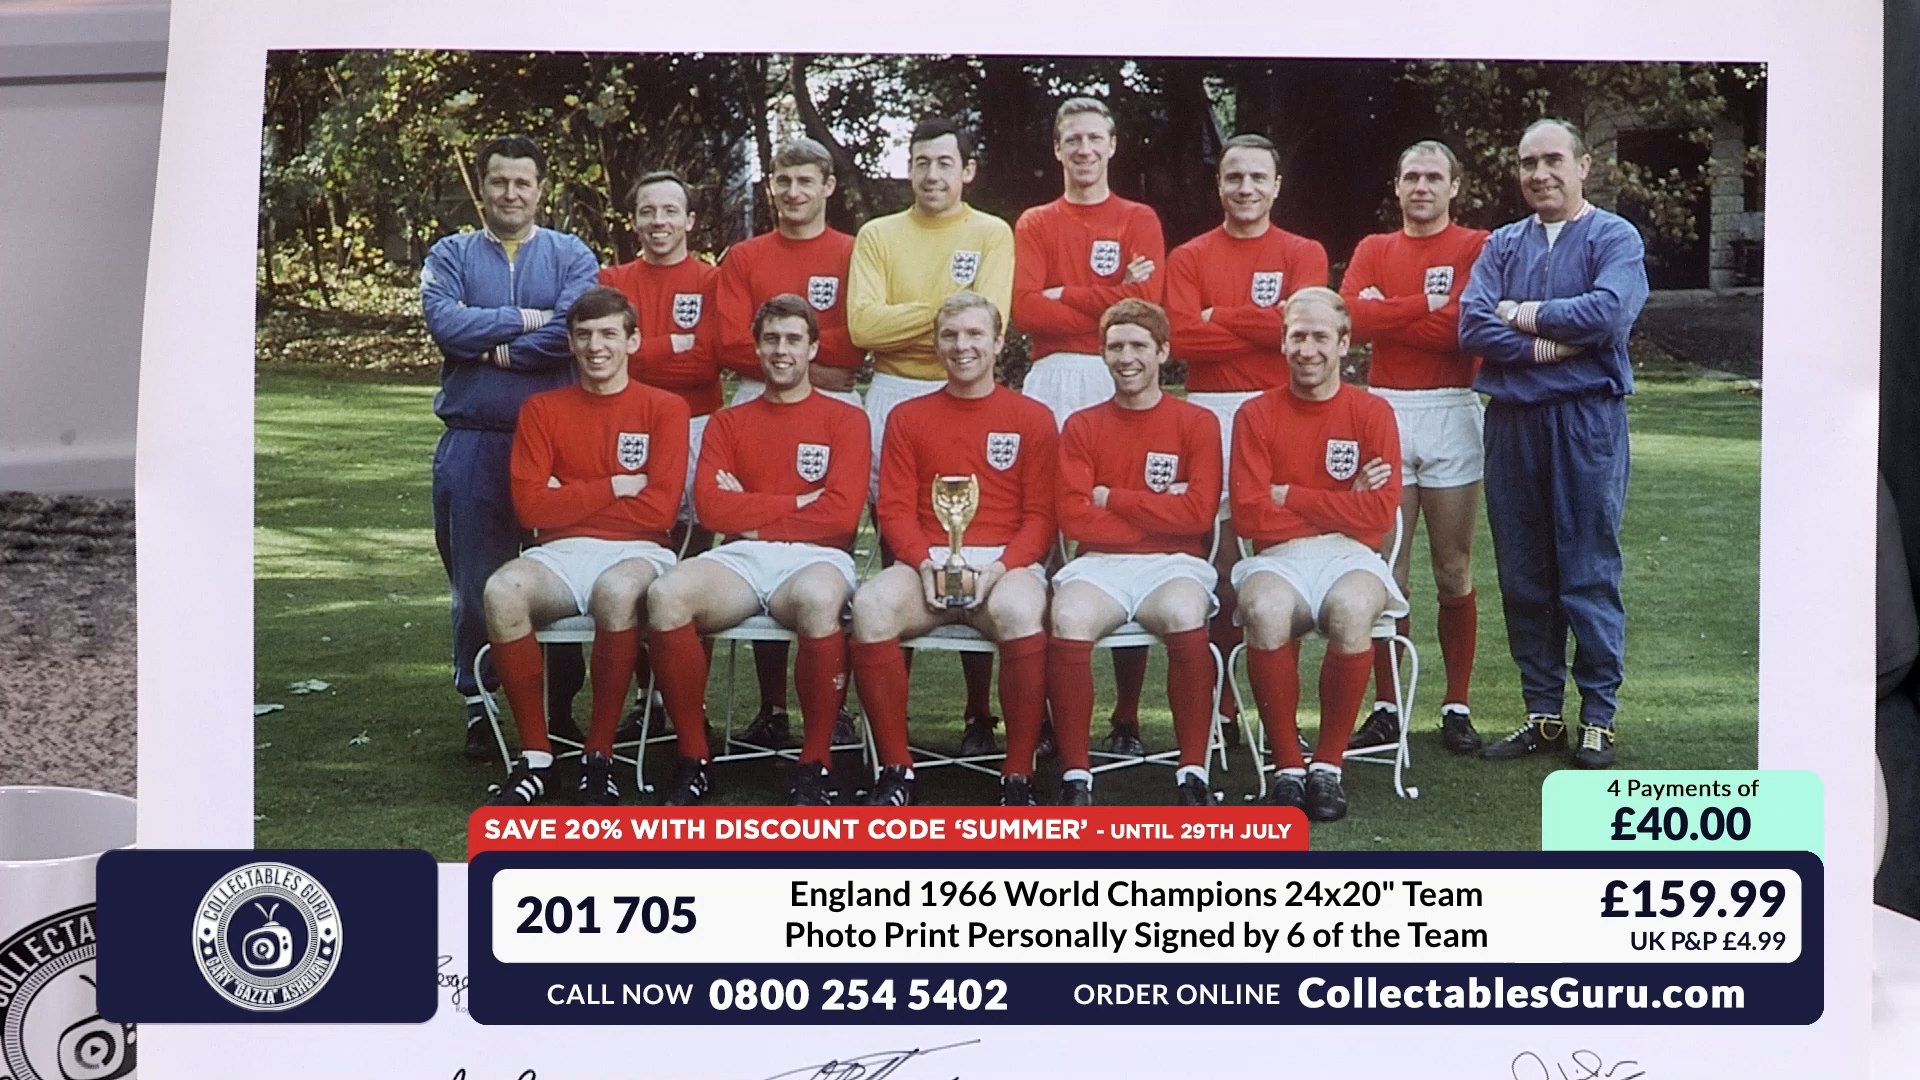 SAVE 20% WITH DISCOUNT CODE ‘SUMMER’ - UNTIL 29TH JULY
4 Payments of
£40.00
201 705
England 1966 World Champions 24x20" Team
Photo Print Personally Signed by 6 of the Team
£159.99
UK P&P £4.99
CALL NOW 0800 254 5402
ORDER ONLINE CollectablesGuru.com
COLLECTABLES GURU
GARY "GAZZA" ASHBURN